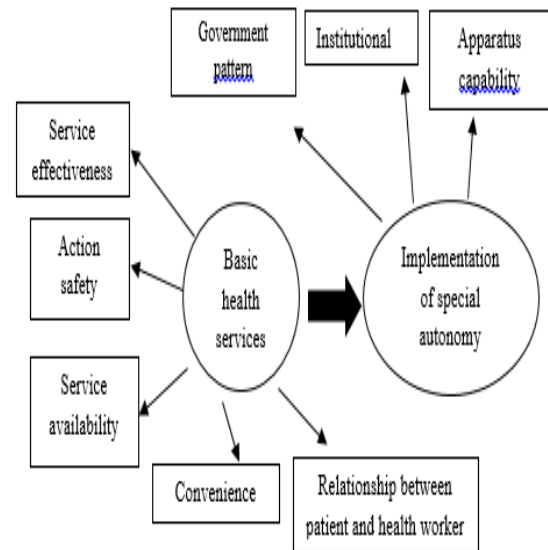 Government
pattern
Institutional
Apparatus
capability
Service
effectiveness
Action
safety
Basic
health
services
Implementation
of special
autonomy
Service
availability
Convenience
Relationship between
patient and health worker